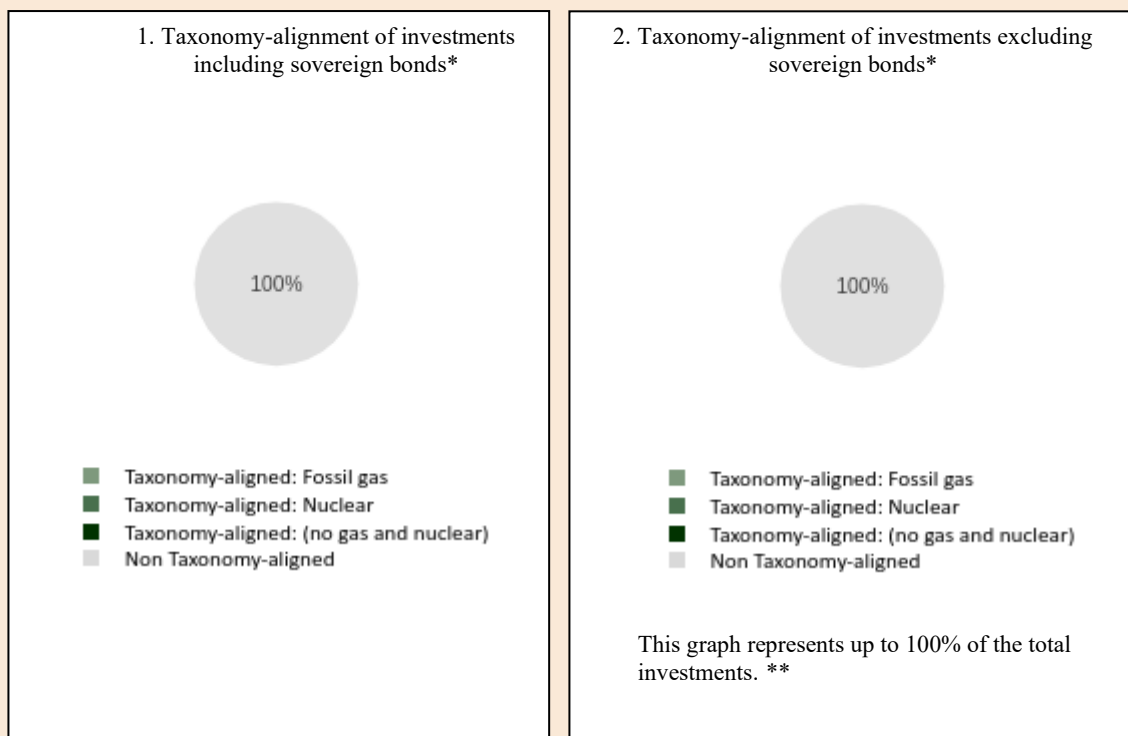 1. Taxonomy-alignment of investments
including sovereign bonds*
100%
Taxonomy-aligned: Fossil gas
Taxonomy-aligned: Nuclear
Taxonomy-aligned: (no gas and nuclear)
Non Taxonomy-aligned
2. Taxonomy-alignment of investments excluding
sovereign bonds*
100%
Taxonomy-aligned: Fossil gas
Taxonomy-aligned: Nuclear
Taxonomy-aligned: (no gas and nuclear)
Non Taxonomy-aligned
This graph represents up to 100% of the total
investments. **